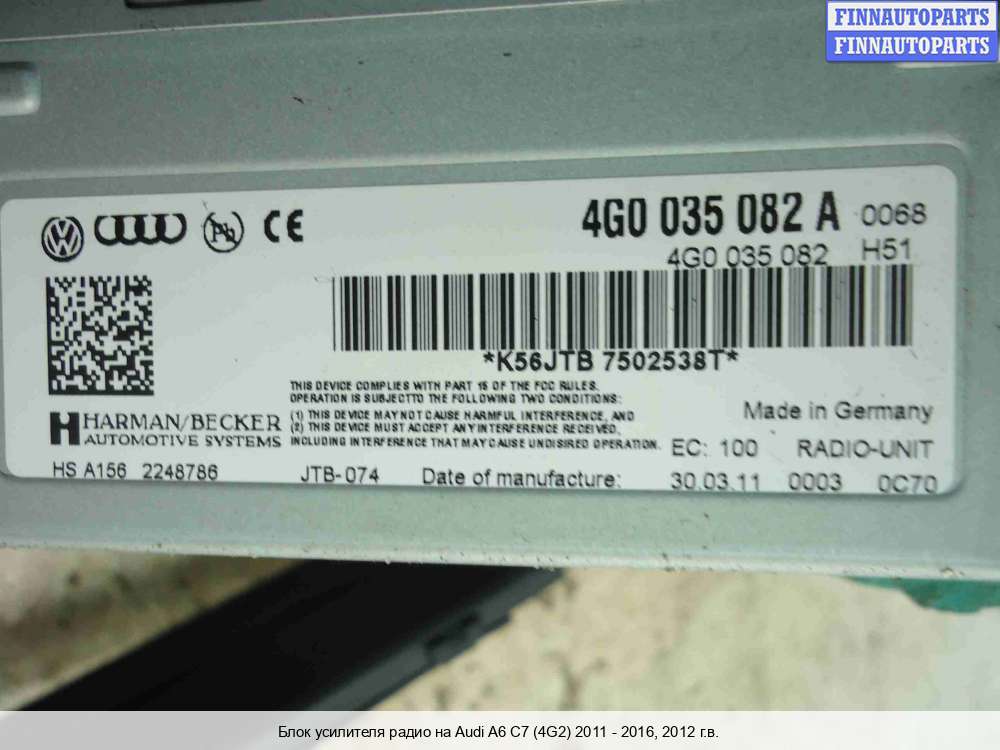 FINNAUTOPARTS
FINNAUTOPARTS
4G0 035 082 A 0068
4G0 035 082 H51
*K56JTB 7502538T*
THIS DEVICE COMPLIES WITH PART 15 OF THE FCC RULES.
OPERATION IS SUBJECTTO THE FOLLOWING TWO CONDITIONS:
(1) THIS DEVICE MAY NOT CAUSE HARMFUL INTERFERENCE, AND
(2) THIS DEVICE MUST ACCEPT ANY INTERFERENCE RECEIVED,
INCLUDING INTERFERENCE THAT MAY CAUSE UNDISIRED OPERATION.
HARMAN/BECKER
AUTOMOTIVE SYSTEMS
Made in Germany
EC: 100 RADIO-UNIT
HS A156 2248786 JTB-074 Date of manufacture: 30.03.11 0003 0C70
Блок усилителя радио на Audi A6 C7 (4G2) 2011 - 2016, 2012 г.в.